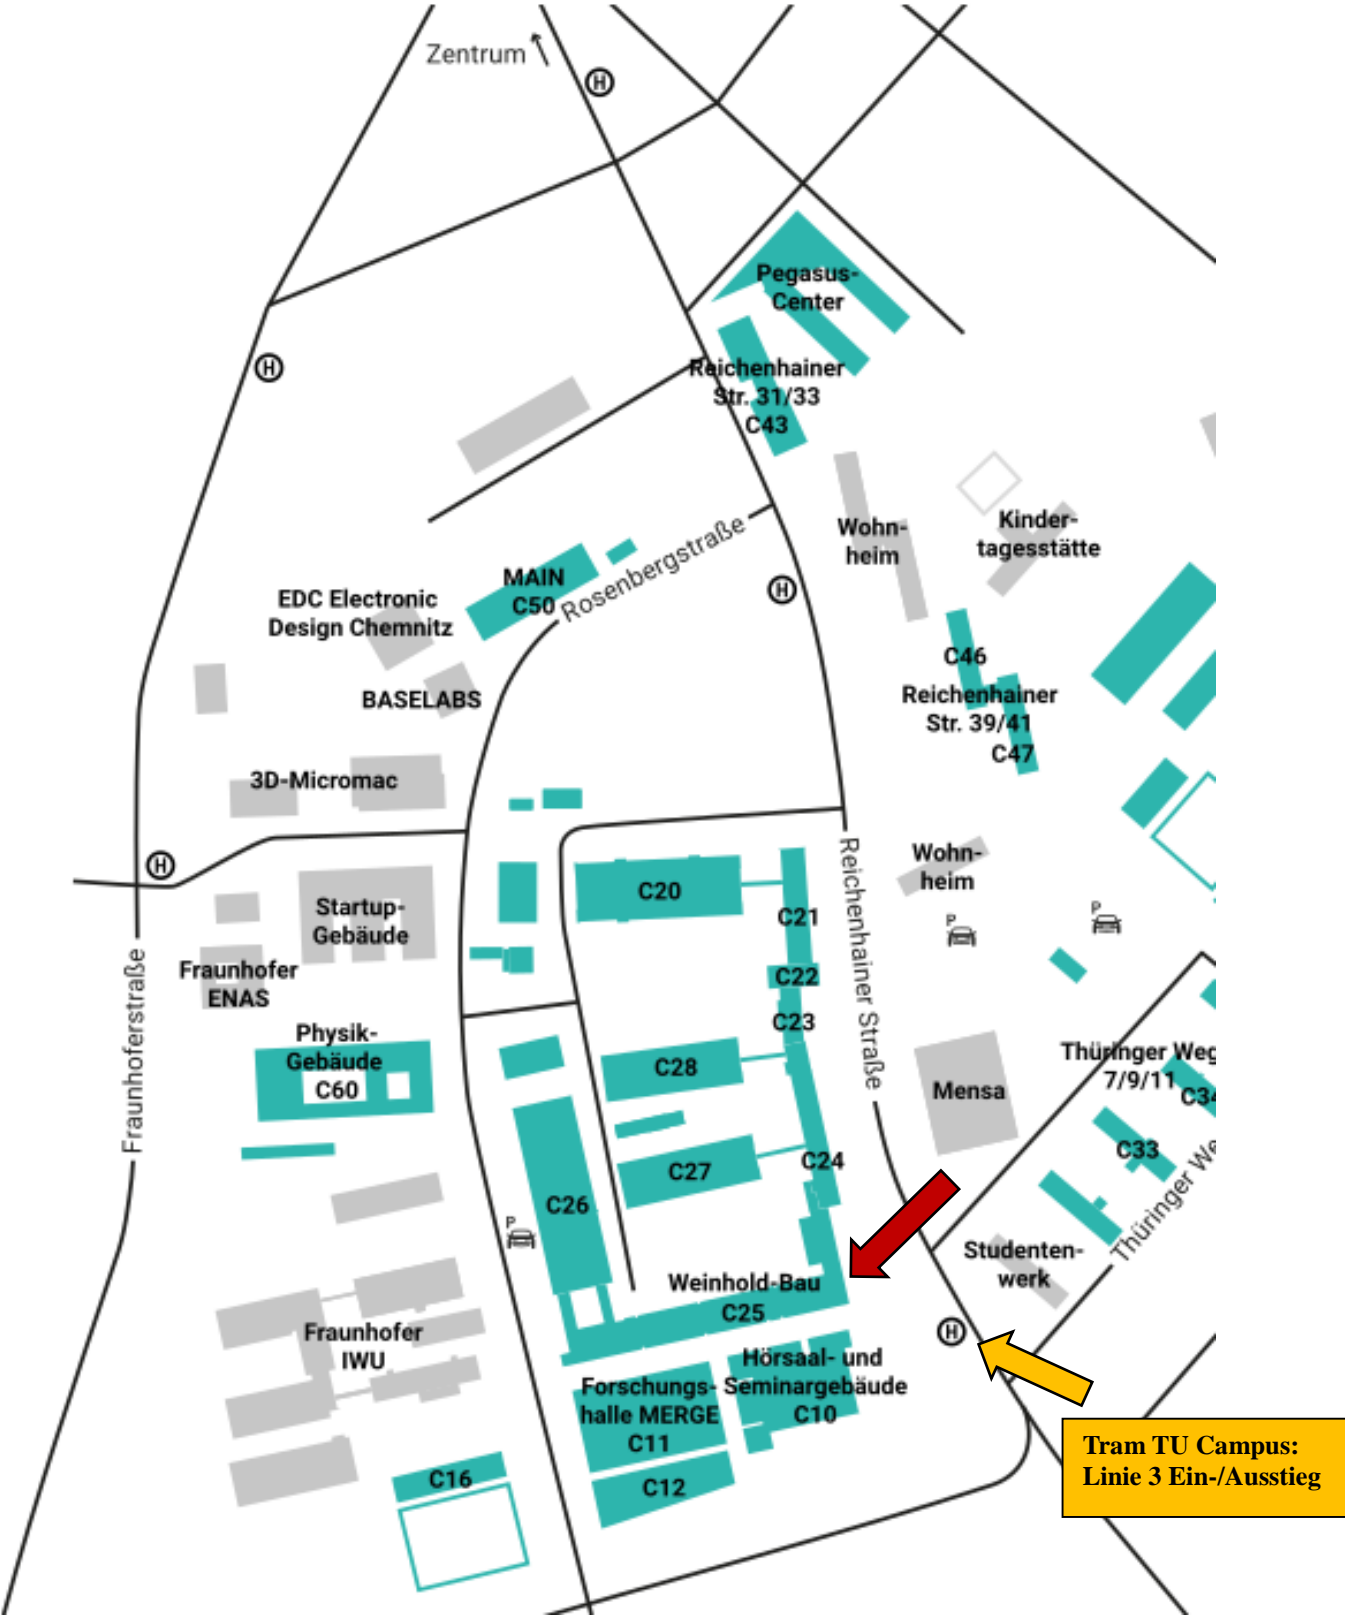 Zentrum
H
Pegasus-
Center
H
Reichenhainer
Str. 31/33
C43
Wohn-
heim
Kinder-
tagesstätte
MAIN
C50
Rosenbergstraße
H
EDC Electronic
Design Chemnitz
C46
BASELABS
Reichenhainer
Str. 39/41
C47
3D-Micromac
H
Reichenhainer Straße
Wohn-
heim
C20
Startup-
Gebäude
C21
P
P
Fraunhofer
ENAS
C22
Fraunhoferstraße
C23
Physik-
Gebäude
C60
C28
Mensa
Thüringer Weg
7/9/11
C34
C33
C27
C24
C26
Thüringer We
P
Studenten-
werk
Weinhold-Bau
C25
H
Fraunhofer
IWU
Hörsaal- und
Seminargebäude
C10
Forschungs-
halle MERGE
C11
Tram TU Campus:
Linie 3 Ein-/Ausstieg
C16
C12